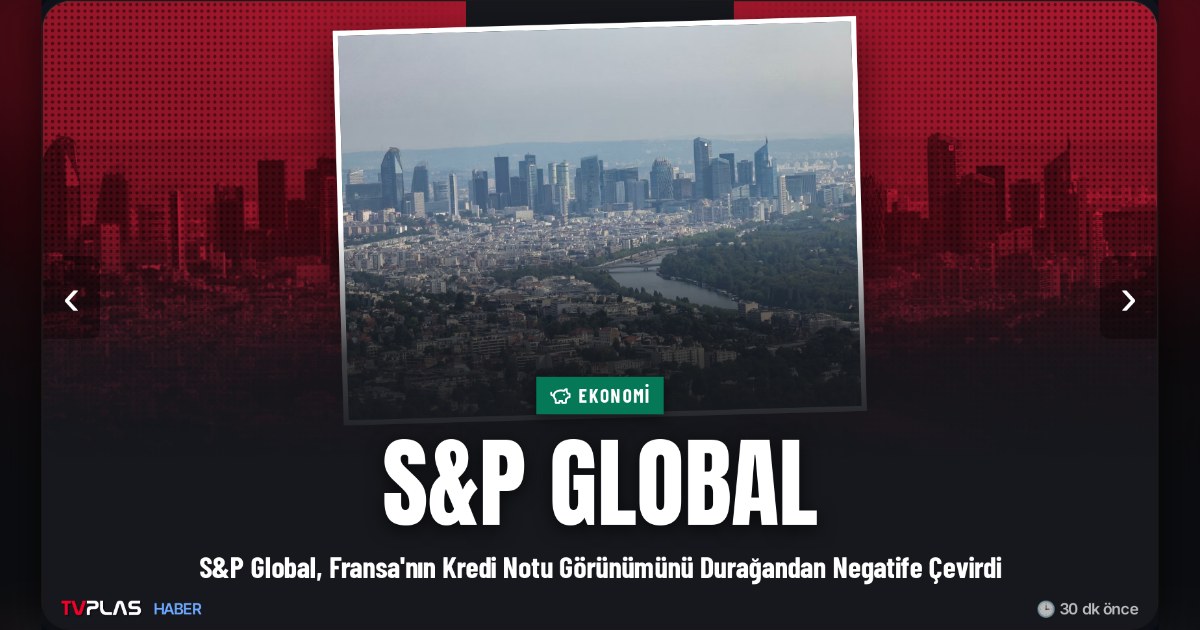 EKONOMİ
S&P GLOBAL
S&P Global, Fransa'nın Kredi Notu Görünümünü Durağandan Negatife Çevirdi
TVPLAS HABER
30 dk önce